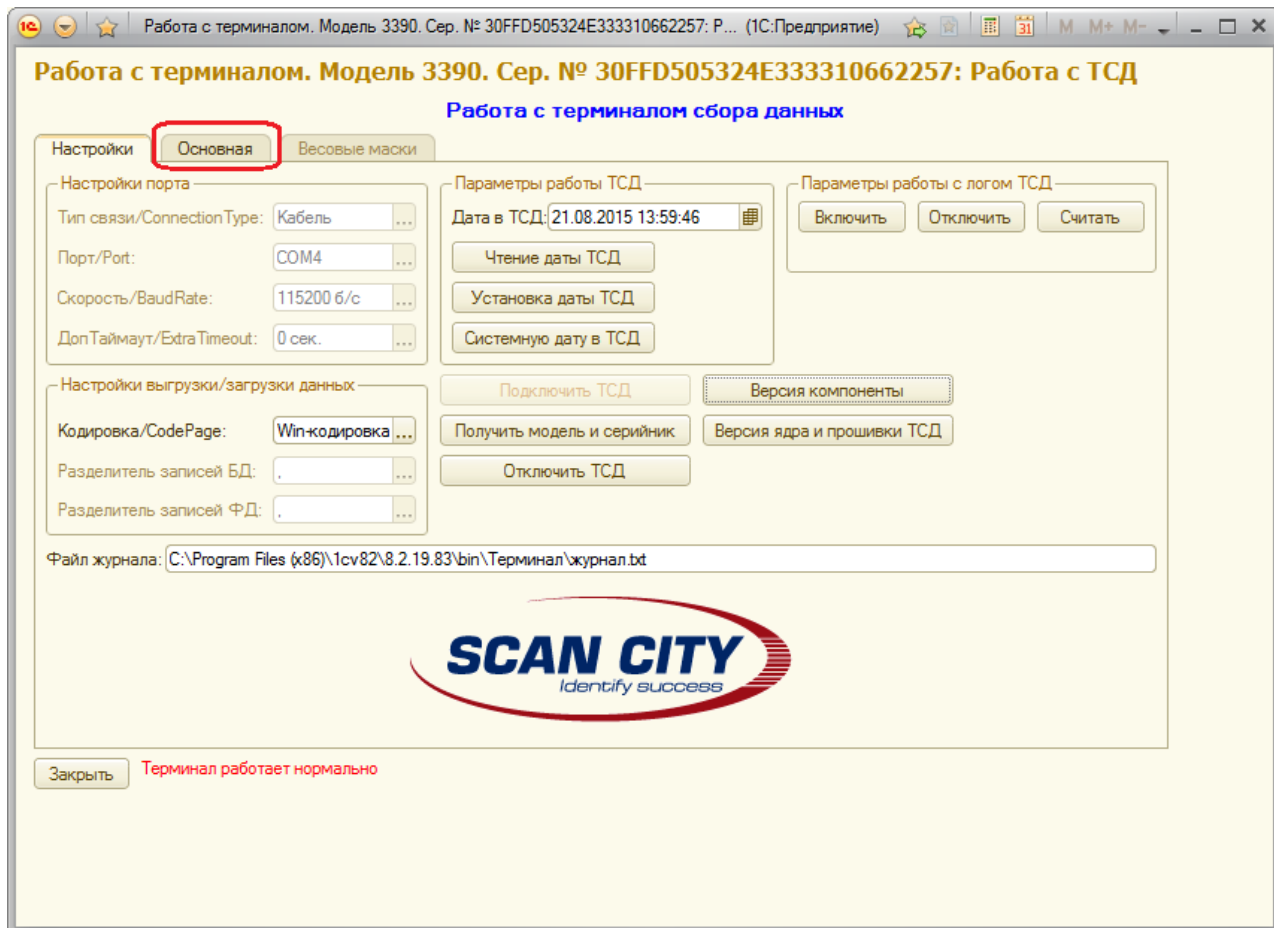 Работа с терминалом. Модель 3390. Сер. № 30FFD505324E333310662257: Р... (1С:Предприятие)
31 M M+ M-
Работа с терминалом. Модель 3390. Сер. № 30FFD505324E333310662257: Работа с ТСД
Работа с терминалом сбора данных
Настройки Основная Весовые маски
Настройки порта
Тип связи/ConnectionType: Кабель ...
Порт/Port: COM4 ...
Скорость/BaudRate: 115200 б/с ...
ДопТаймаут/ExtraTimeout: 0 сек. ...
Параметры работы ТСД
Дата в ТСД: 21.08.2015 13:59:46
Чтение даты ТСД
Установка даты ТСД
Системную дату в ТСД
Параметры работы с логом ТСД
Включить Отключить Считать
Настройки выгрузки/загрузки данных
Кодировка/CodePage: Win-кодировка ...
Разделитель записей БД: , ...
Разделитель записей ФД: , ...
Подключить ТСД Версия компоненты
Получить модель и серийник Версия ядра и прошивки ТСД
Отключить ТСД
Файл журнала: C:\Program Files (x86)\1cv82\8.2.19.83\bin\Терминал\журнал.txt
SCAN CITY
Identify success
Закрыть Терминал работает нормально